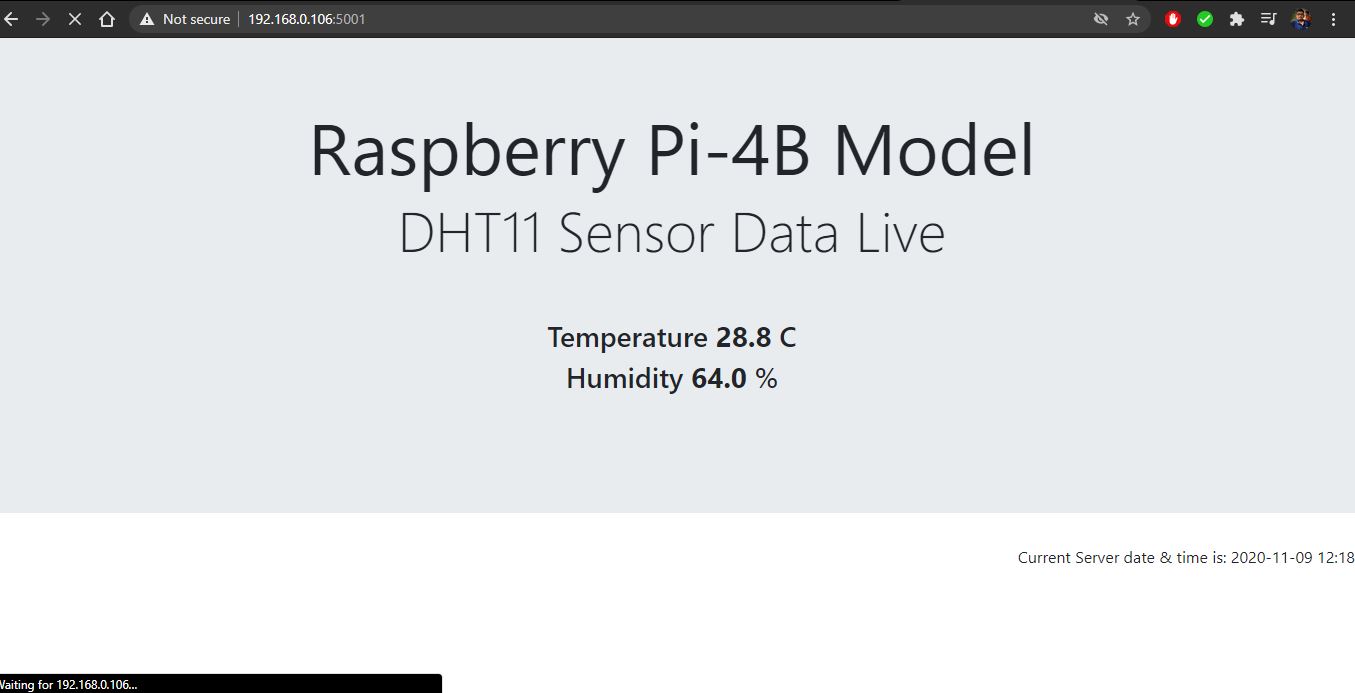 Not secure | 192.168.0.106:5001
Raspberry Pi-4B Model
DHT11 Sensor Data Live
Temperature 28.8 C
Humidity 64.0 %
Current Server date & time is: 2020-11-09 12:18
Waiting for 192.168.0.106...